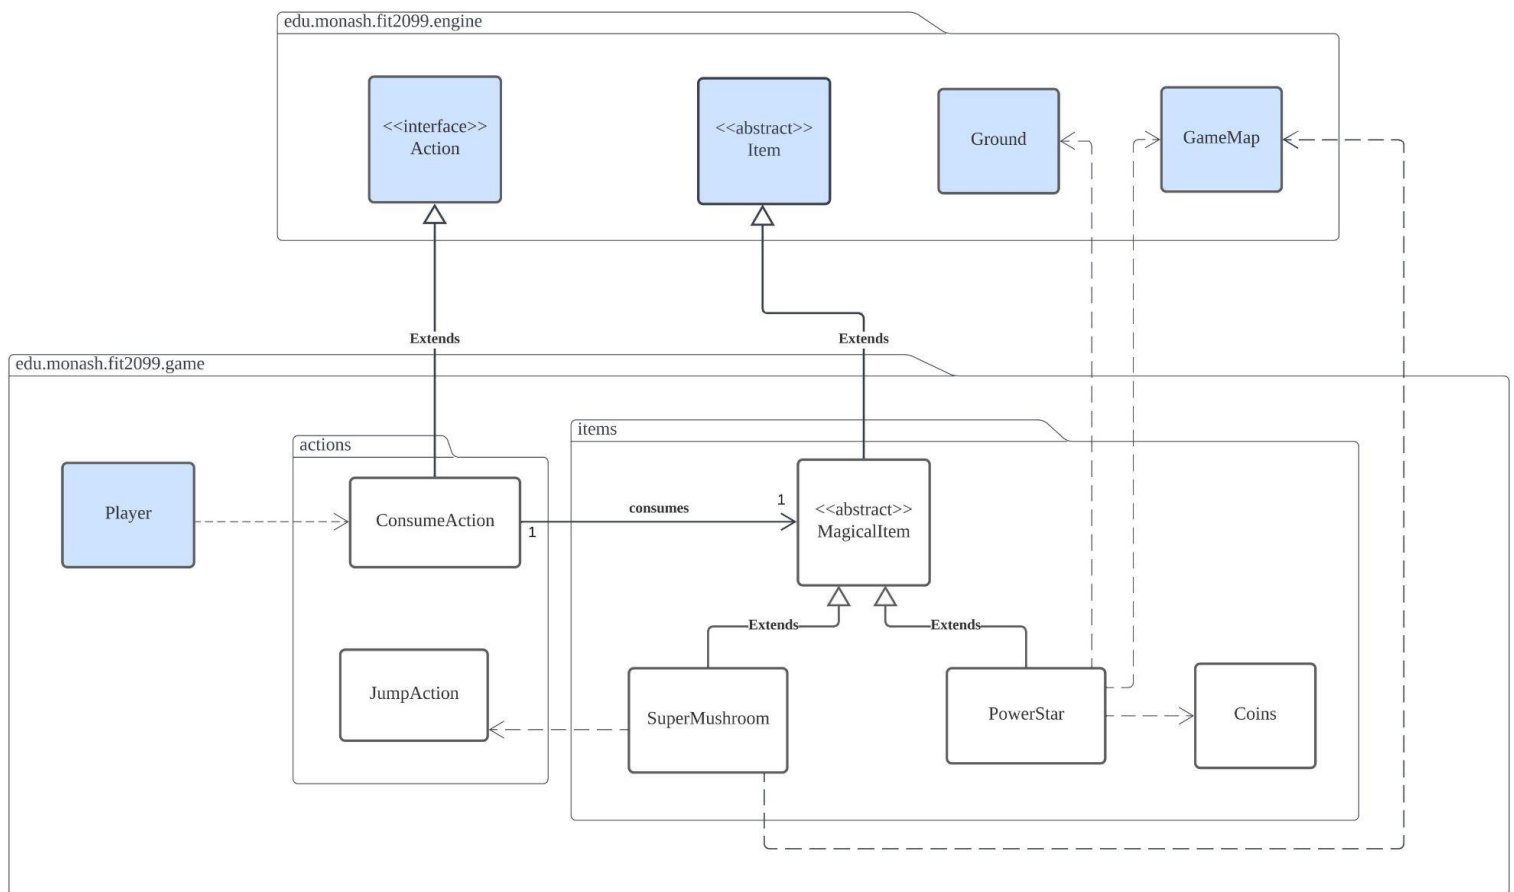 edu.monash.fit2099.engine
<<interface>>
Action
<<abstract>>
Item
Ground
GameMap
Extends
Extends
edu.monash.fit2099.game
actions
items
Player
ConsumeAction
1
consumes
1
<<abstract>>
MagicalItem
Extends
Extends
JumpAction
SuperMushroom
PowerStar
Coins